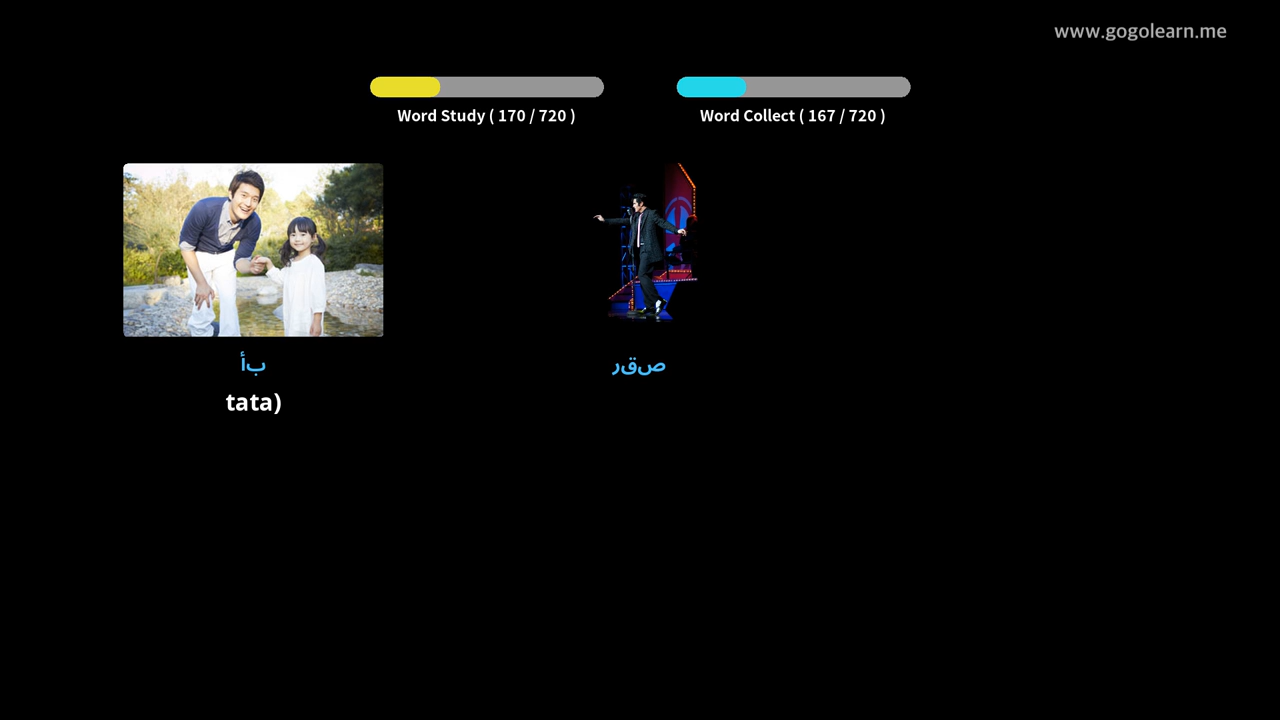 www.gogolearn.me
Word Study ( 170 / 720 )
Word Collect ( 167 / 720 )
بأ
tata)
صقر